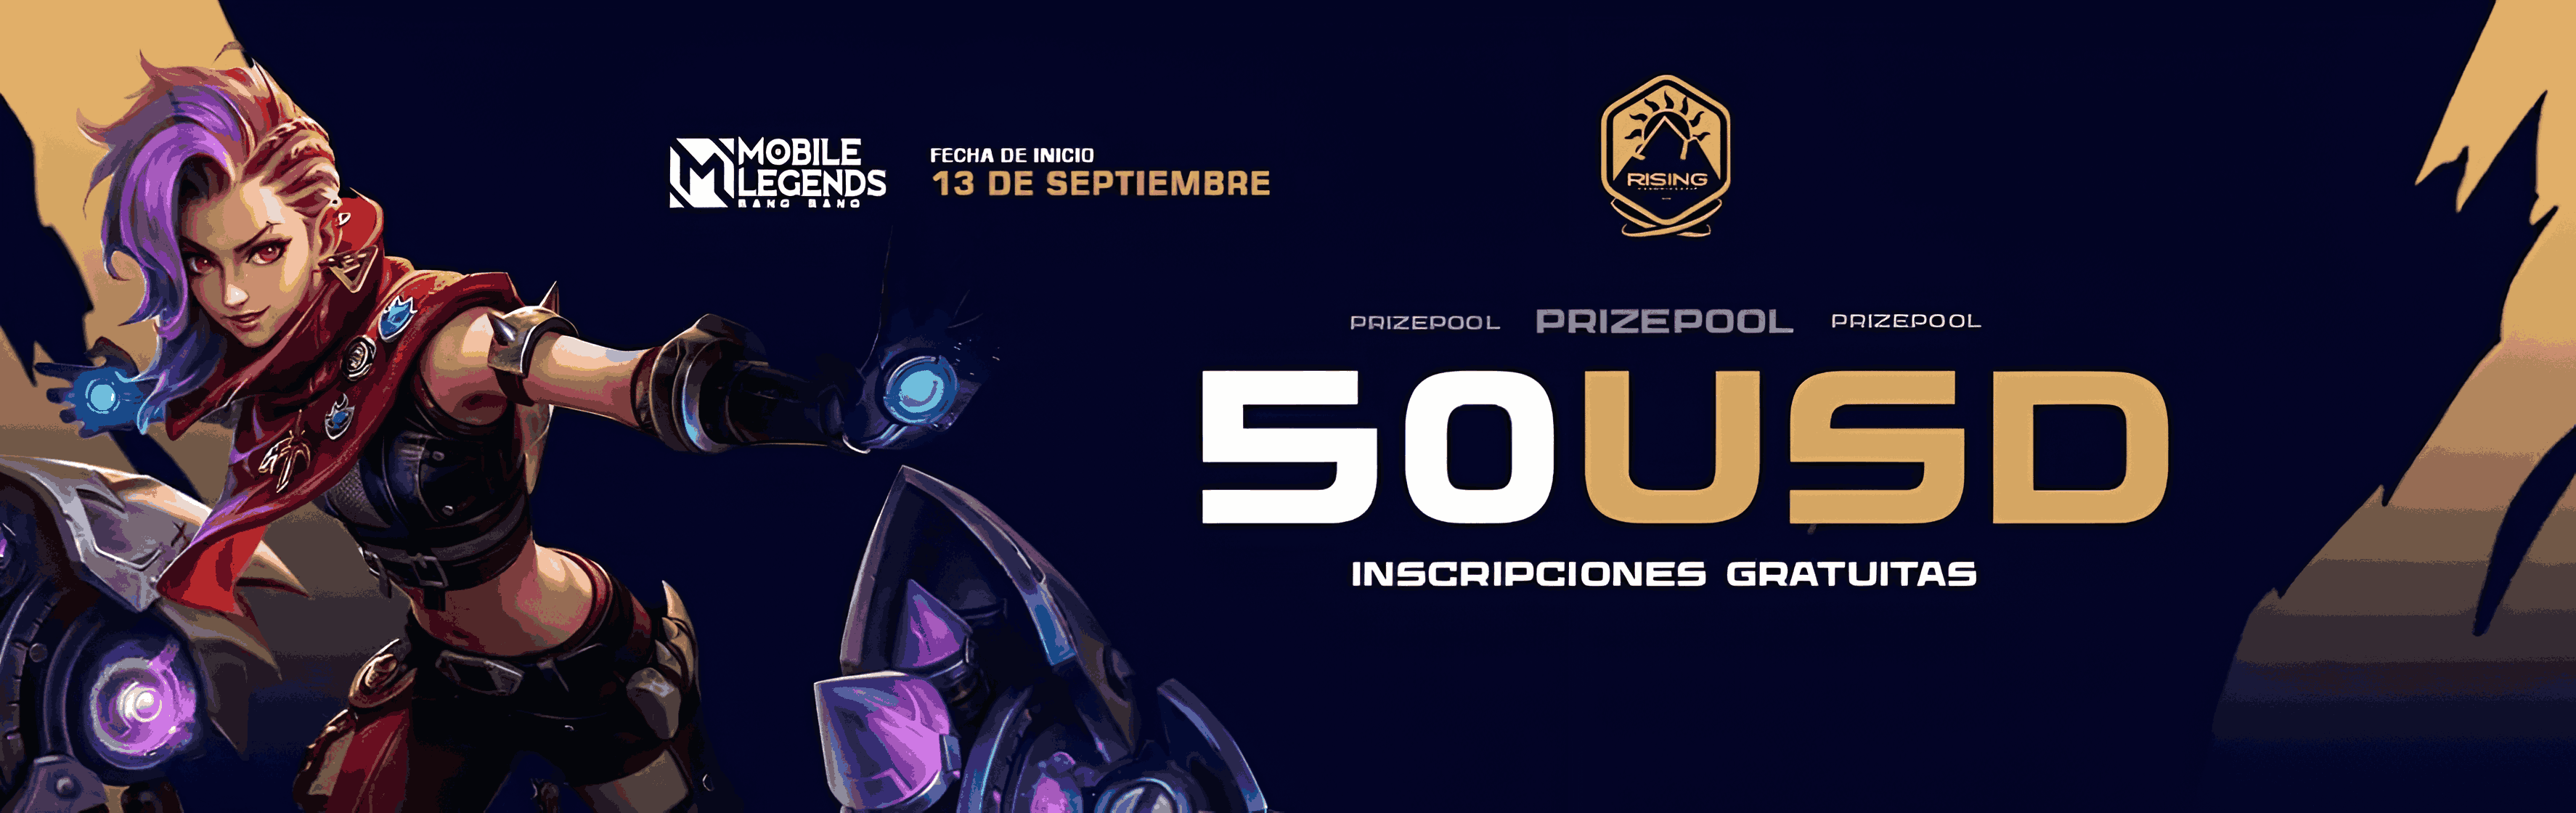 MOBILE
LEGENDS
BANG BANG
FECHA DE INICIO
13 DE SEPTIEMBRE
RISING
PRIZEPOOL PRIZEPOOL PRIZEPOOL
50USD
INSCRIPCIONES GRATUITAS